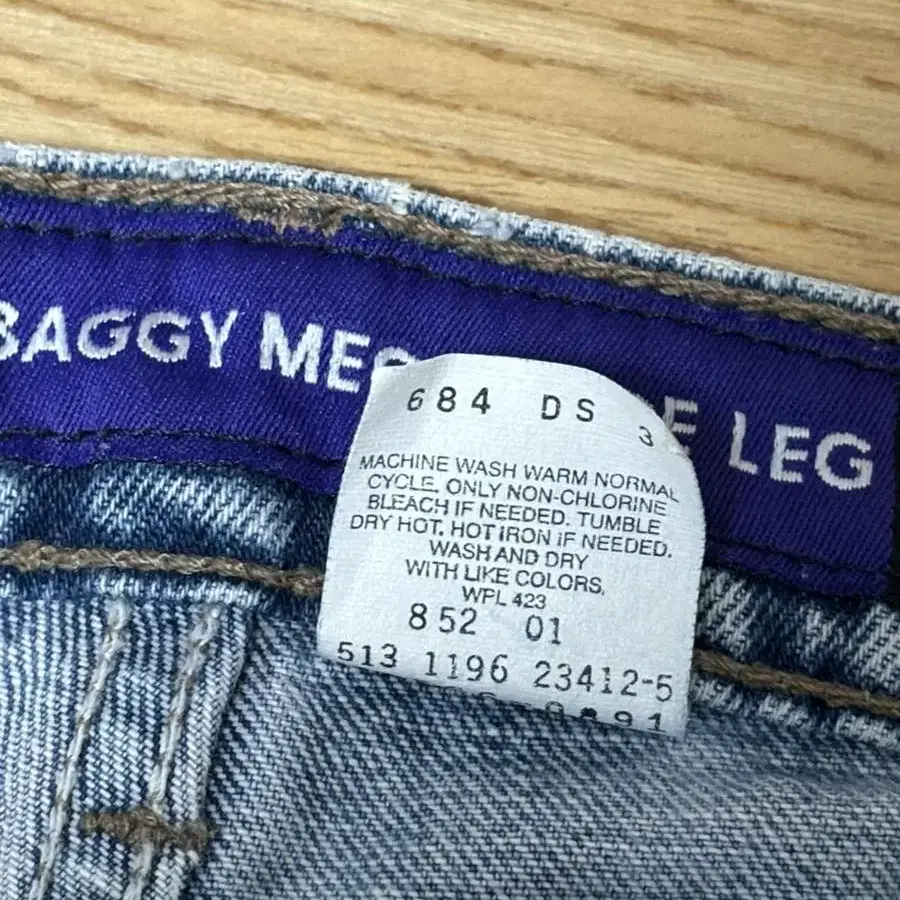 BAGGY ME LEG
684 DS 3
MACHINE WASH WARM NORMAL
CYCLE. ONLY NON-CHLORINE
BLEACH IF NEEDED. TUMBLE
DRY HOT. HOT IRON IF NEEDED.
WASH AND DRY
WITH LIKE COLORS.
WPL 423
852 01
513 1196 23412-5